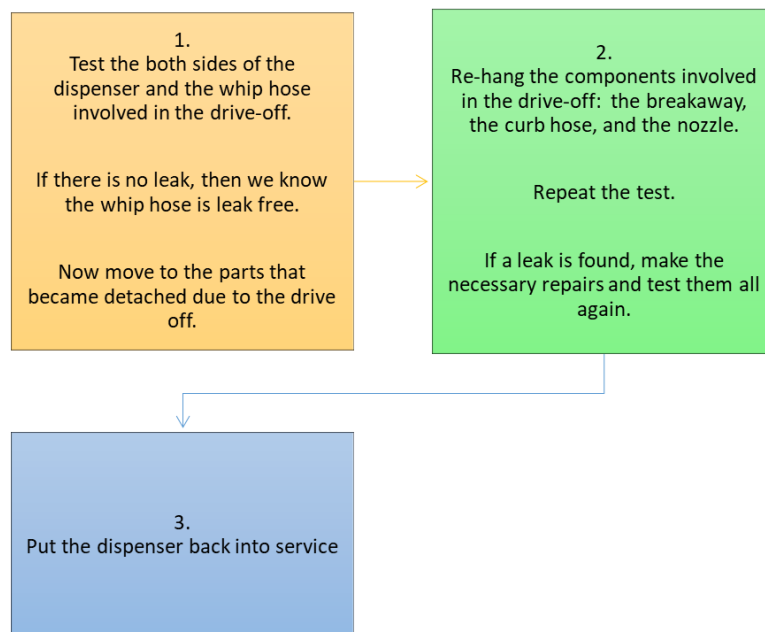 1.
Test the both sides of the
dispenser and the whip hose
involved in the drive-off.
If there is no leak, then we know
the whip hose is leak free.
Now move to the parts that
became detached due to the drive
off.
2.
Re-hang the components involved
in the drive-off: the breakaway,
the curb hose, and the nozzle.
Repeat the test.
If a leak is found, make the
necessary repairs and test them all
again.
3.
Put the dispenser back into service